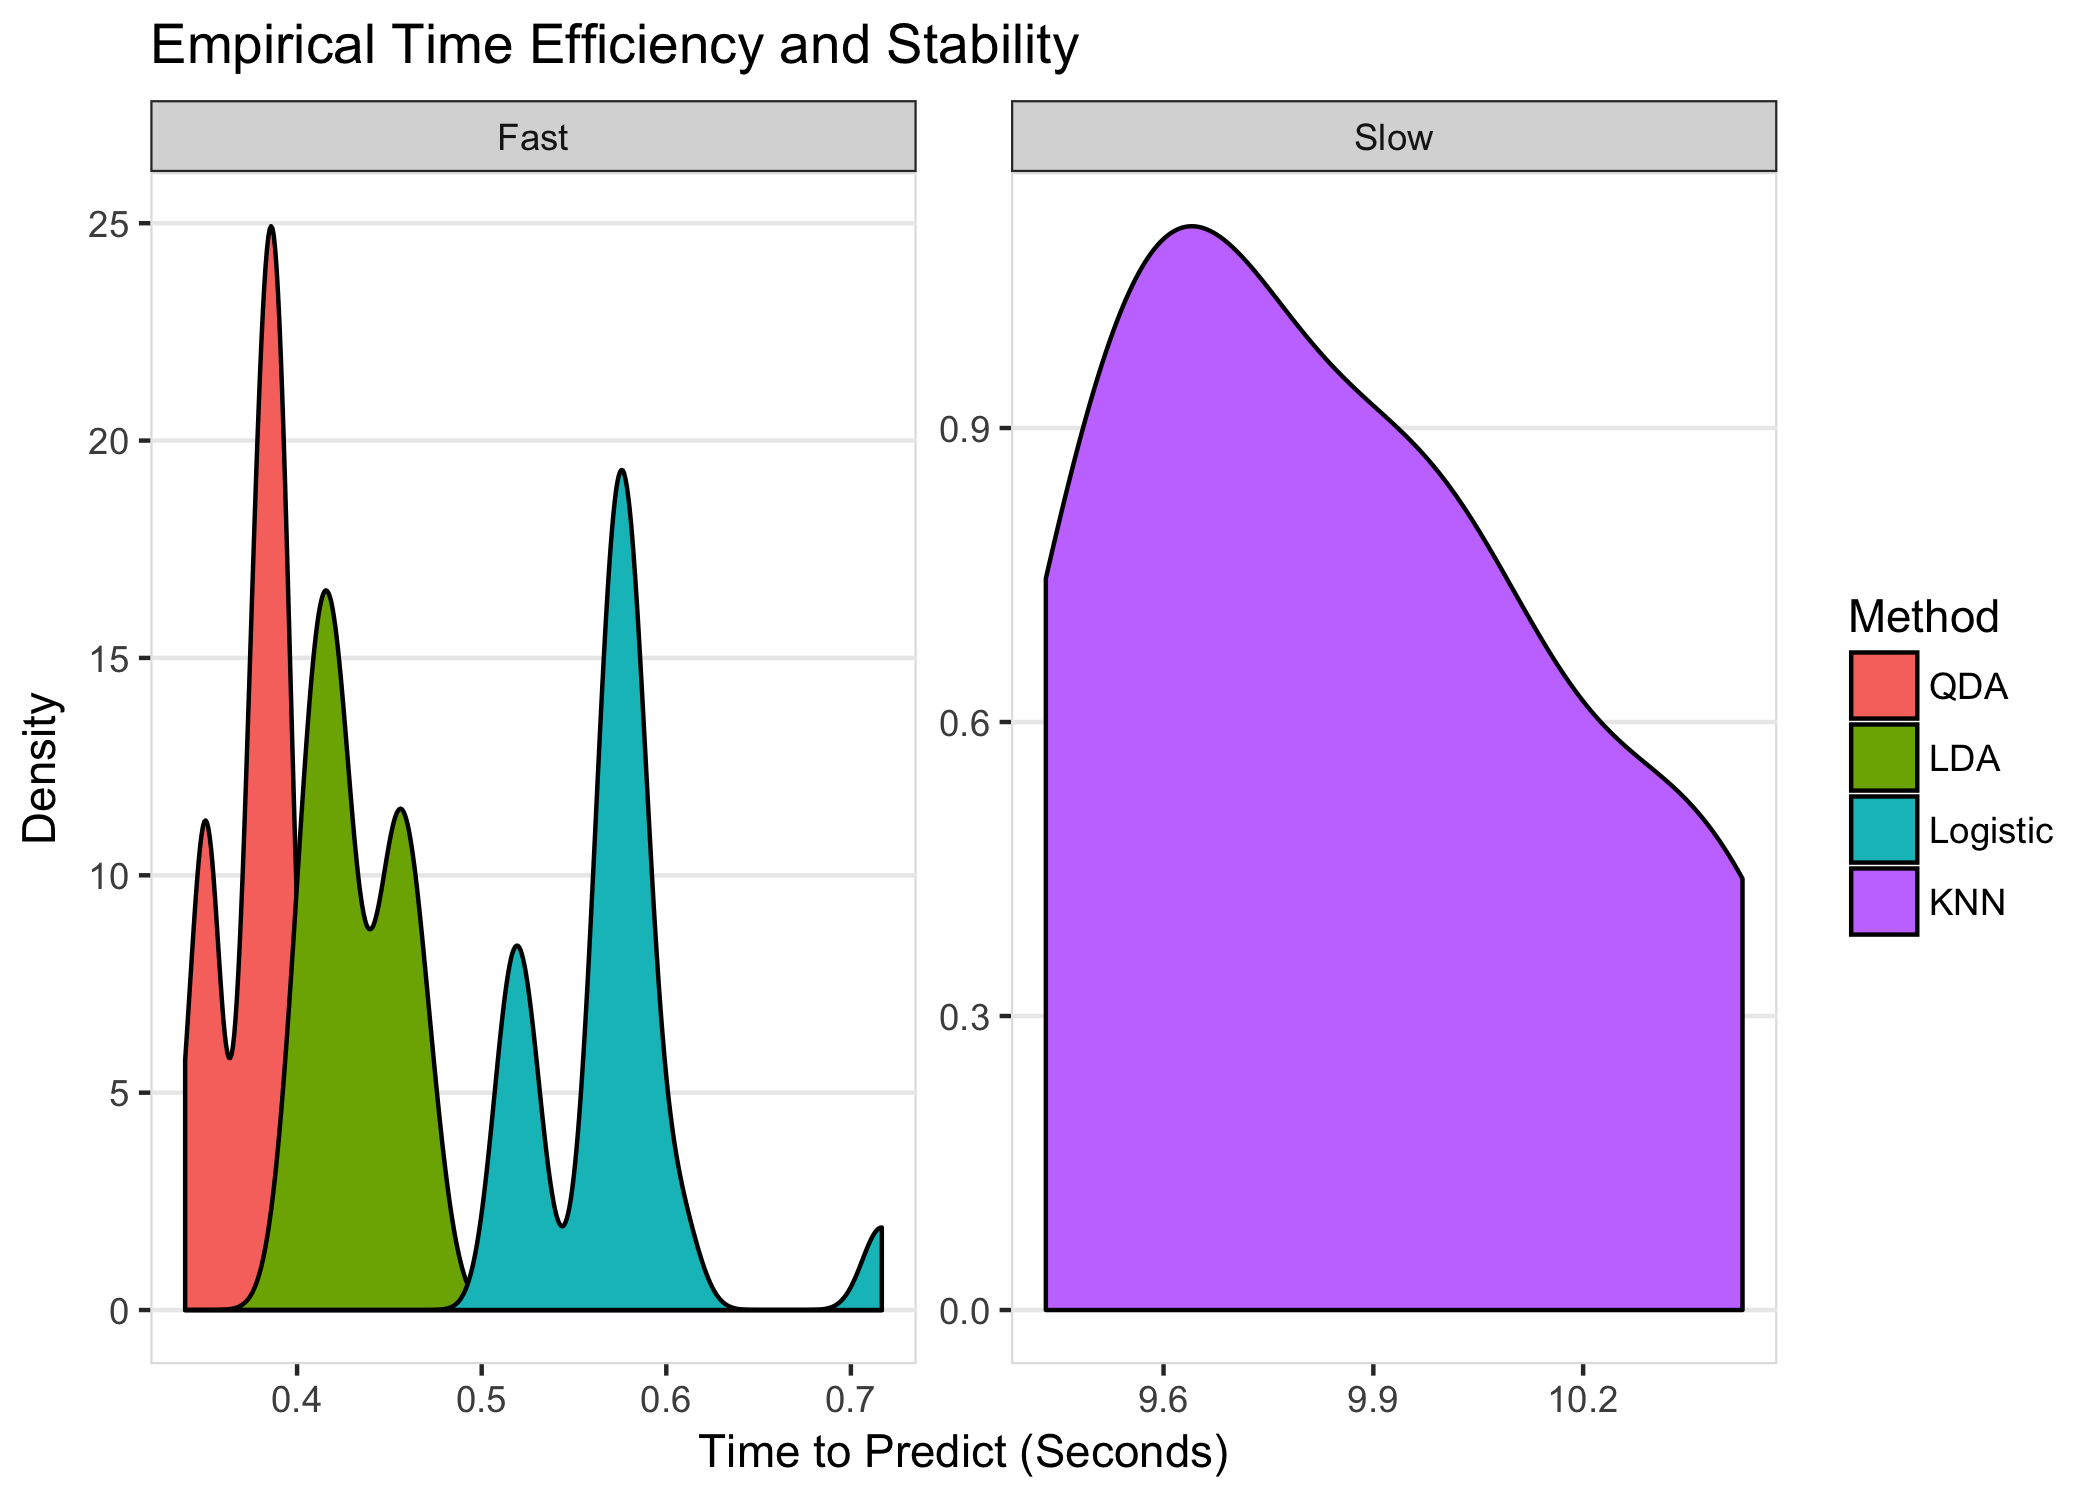 Empirical Time Efficiency and Stability
Fast
Slow
25
20
15
10
5
0
0.9
0.6
0.3
0.0
Density
0.4 0.5 0.6 0.7
9.6 9.9 10.2
Time to Predict (Seconds)
Method
QDA
LDA
Logistic
KNN